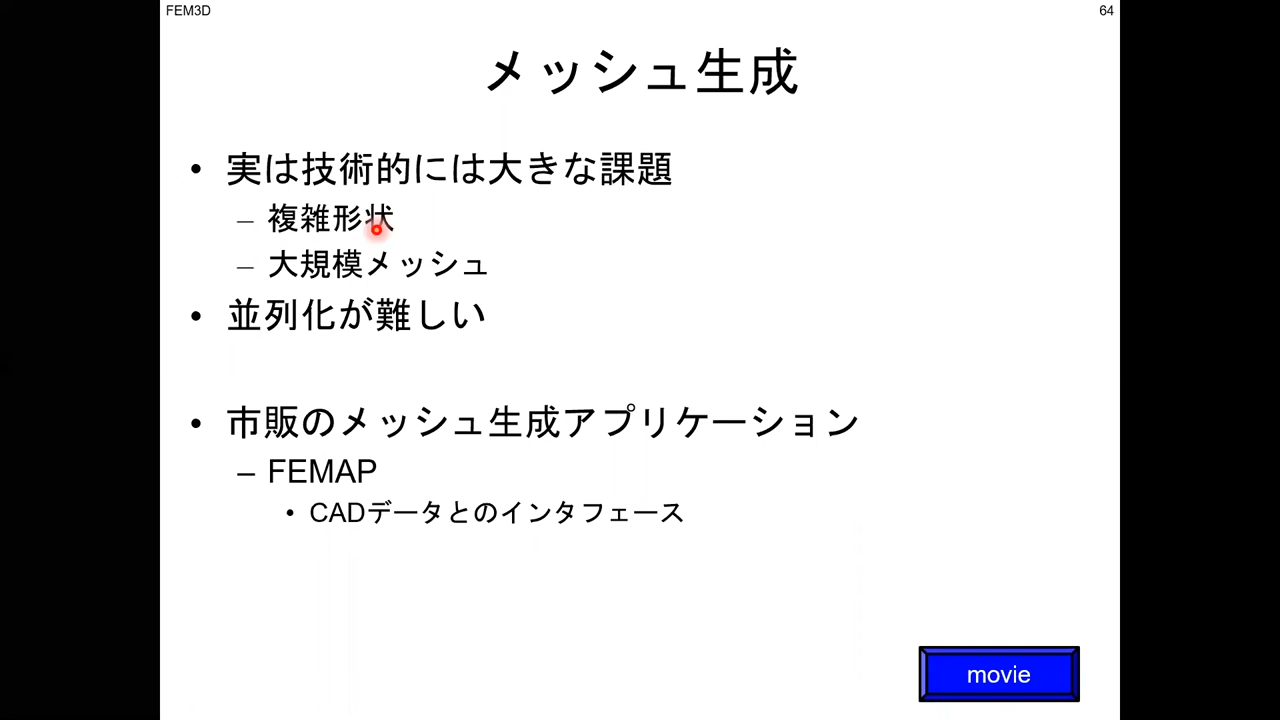 FEM3D
64
メッシュ生成
• 実は技術的には大きな課題
– 複雑形状
– 大規模メッシュ
• 並列化が難しい
• 市販のメッシュ生成アプリケーション
– FEMAP
• CADデータとのインタフェース
movie